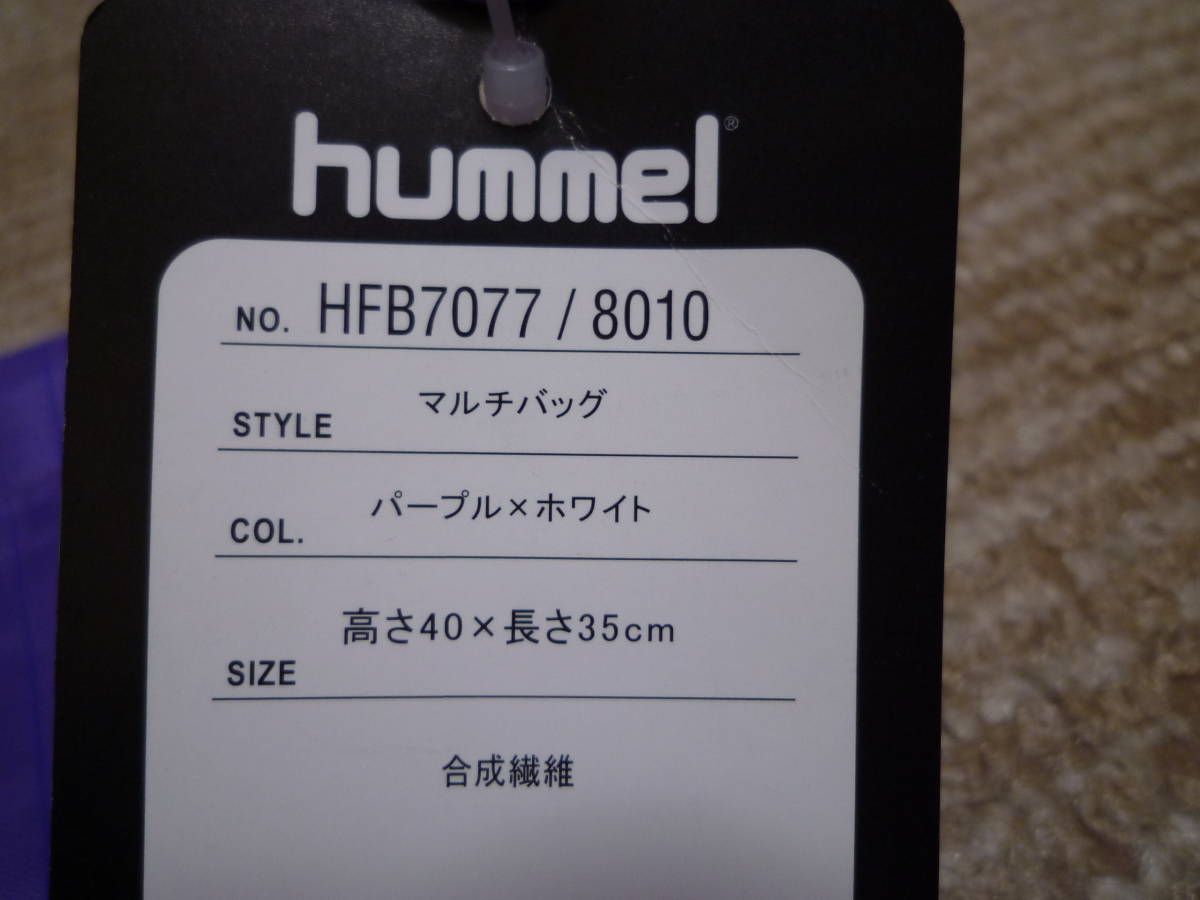 hummel®
NO. HFB7077 / 8010
STYLE マルチバッグ
COL. パープル×ホワイト
SIZE 高さ40×長さ35cm
合成繊維